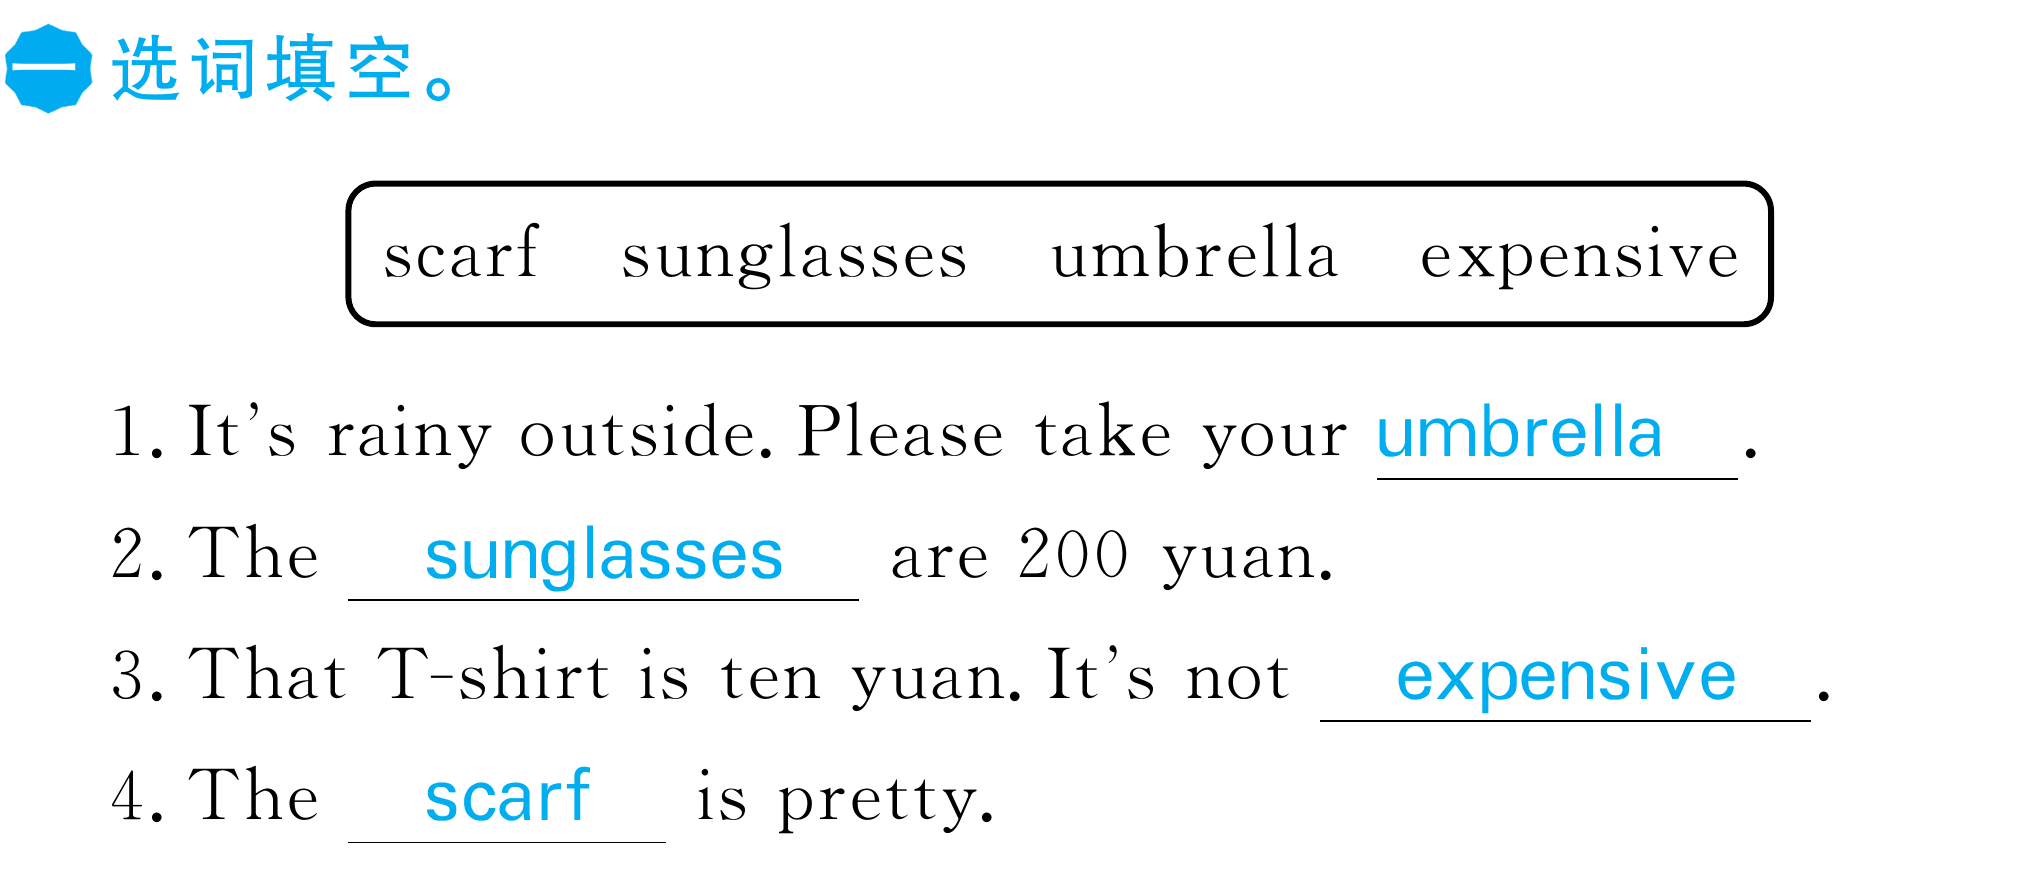 一 选词填空。
scarf sunglasses umbrella expensive
1. It's rainy outside. Please take your umbrella.
2. The sunglasses are 200 yuan.
3. That T-shirt is ten yuan. It's not expensive.
4. The scarf is pretty.